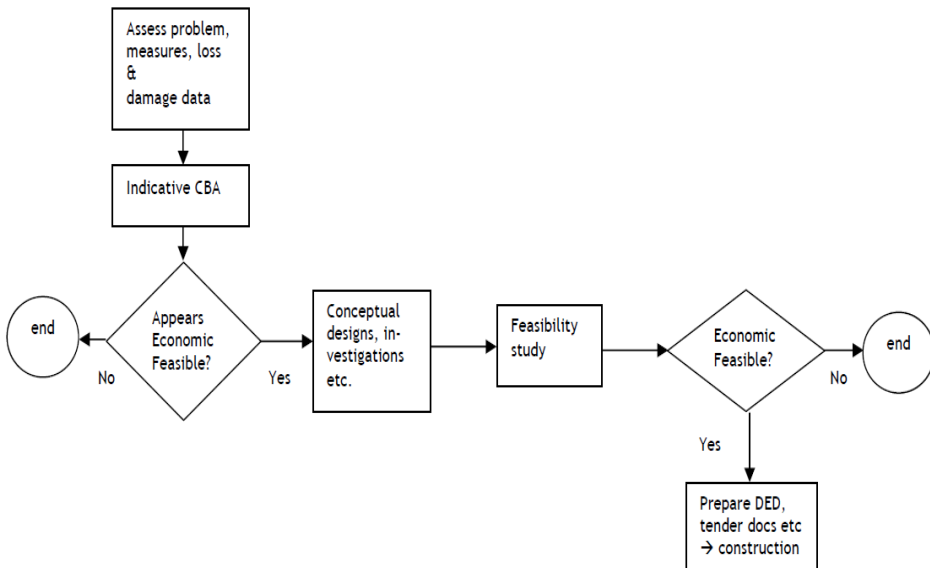 Assess problem,
measures, loss
&
damage data
Indicative CBA
Appears
Economic
Feasible?
end
No
Yes
Conceptual
designs, in-
vestigations
etc.
Feasibility
study
Economic
Feasible?
No
end
Yes
Prepare DED,
tender docs etc
→ construction